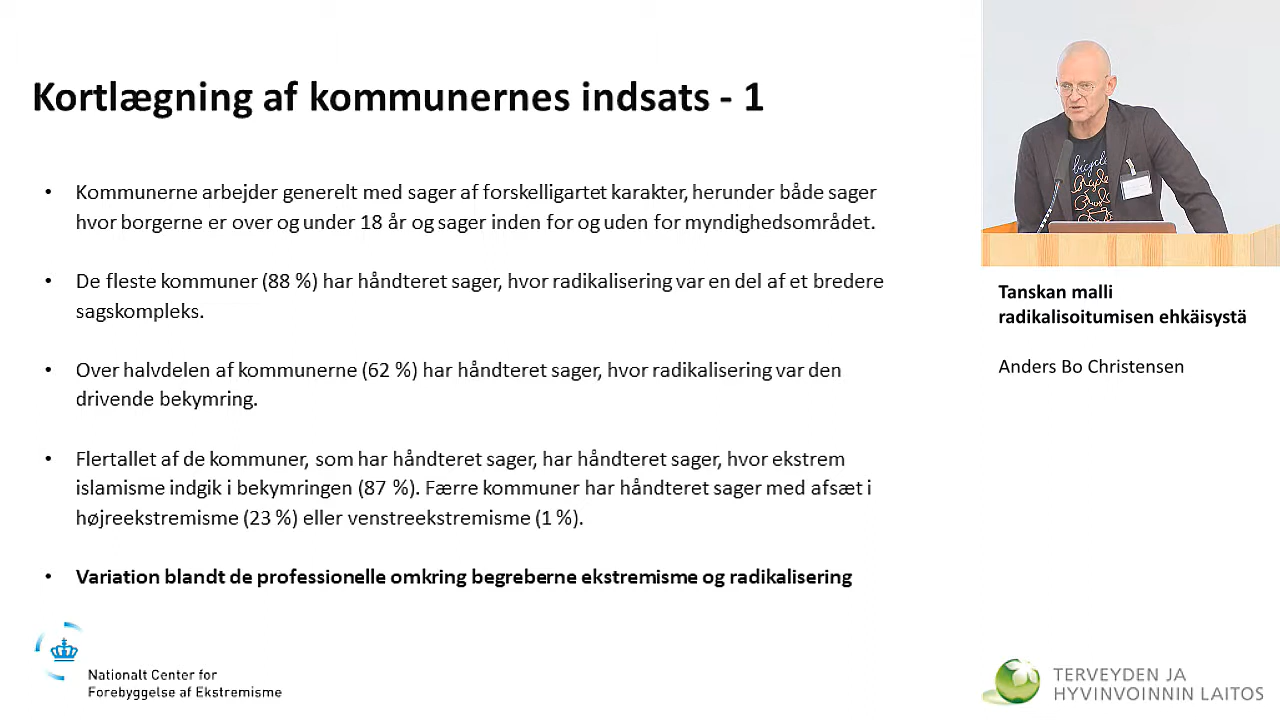 Kortlægning af kommunernes indsats - 1
• Kommunerne arbejder generelt med sager af forskelligartet karakter, herunder både sager
hvor borgerne er over og under 18 år og sager inden for og uden for myndighedsområdet.
• De fleste kommuner (88 %) har håndteret sager, hvor radikalisering var en del af et bredere
sagskompleks.
• Over halvdelen af kommunerne (62 %) har håndteret sager, hvor radikalisering var den
drivende bekymring.
• Flertallet af de kommuner, som har håndteret sager, har håndteret sager, hvor ekstrem
islamisme indgik i bekymringen (87 %). Færre kommuner har håndteret sager med afsæt i
højreekstremisme (23 %) eller venstreekstremisme (1 %).
• Variation blandt de professionelle omkring begreberne ekstremisme og radikalisering
Nationalt Center for
Forebyggelse af Ekstremisme
bicycle
Tanskan malli
radikalisoitumisen ehkäisystä
Anders Bo Christensen
TERVEYDEN JA
HYVINVOINNIN LAITOS